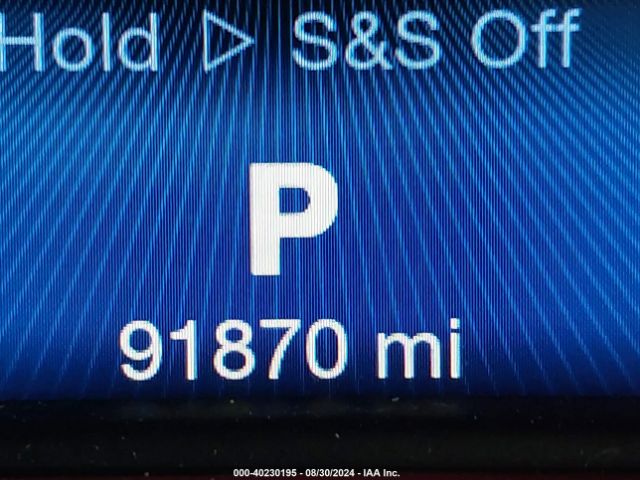 Hold ▷ S&S Off
P
91870 mi
000-40230195 - 08/30/2024 - IAA Inc.